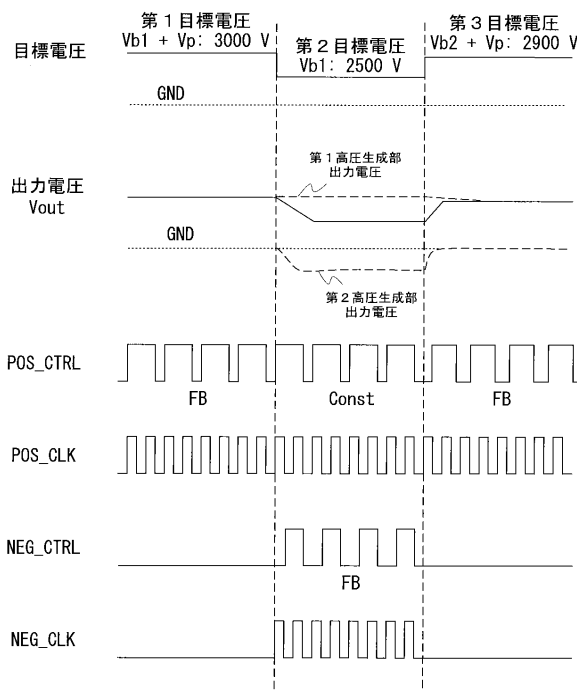 第1目標電圧
Vb1 + Vp: 3000 V
第2目標電圧
Vb1: 2500 V
第3目標電圧
Vb2 + Vp: 2900 V
目標電圧
GND
第1高圧生成部
出力電圧
出力電圧
Vout
GND
第2高圧生成部
出力電圧
POS_CTRL
FB
Const
FB
POS_CLK
NEG_CTRL
FB
NEG_CLK